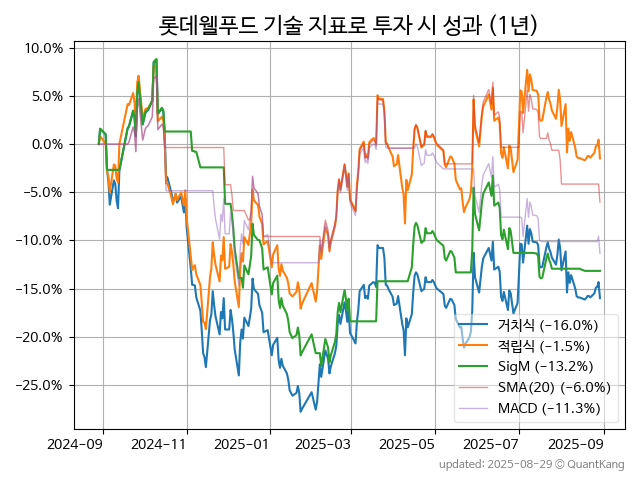 롯데웰푸드 기술 지표로 투자 시 성과 (1년)
10.0%
5.0%
0.0%
−5.0%
−10.0%
−15.0%
−20.0%
−25.0%
거치식 (−16.0%)
적립식 (−1.5%)
SigM (−13.2%)
SMA(20) (−6.0%)
MACD (−11.3%)
2024-09 2024-11 2025-01 2025-03 2025-05 2025-07 2025-09
updated: 2025-08-29 © QuantKang